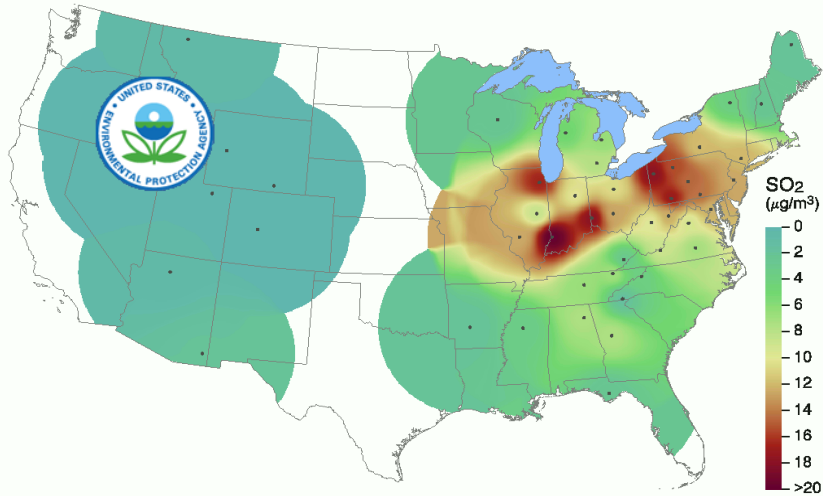 UNITED STATES
ENVIRONMENTAL PROTECTION AGENCY
SO₂
(μg/m³)
0
2
4
6
8
10
12
14
16
18
>20